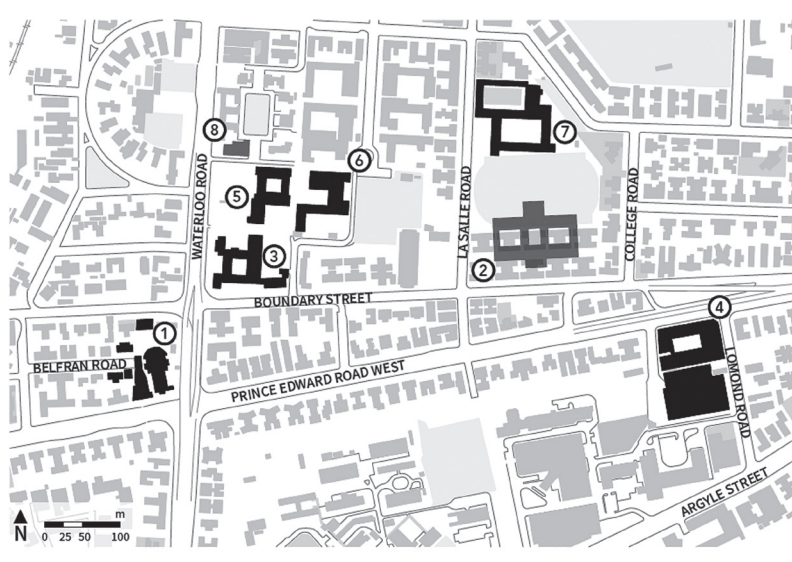 8
7
6
5
WATERLOO ROAD
LA SALLE ROAD
COLLEGE ROAD
3
2
BOUNDARY STREET
4
1
BELFRAN ROAD
PRINCE EDWARD ROAD WEST
LOMOND ROAD
ARGYLE STREET
N
m
0 25 50 100